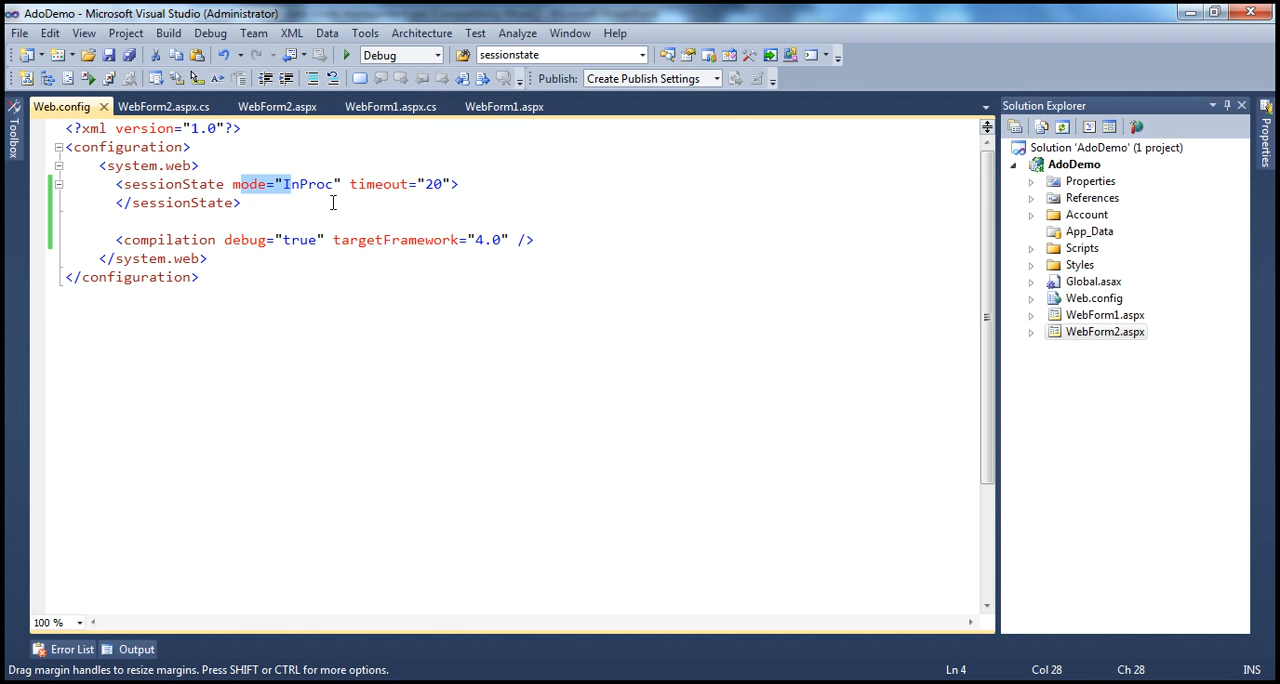 AdoDemo - Microsoft Visual Studio (Administrator)
File Edit View Project Build Debug Team XML Data Tools Architecture Test Analyze Window Help
Debug sessionstate
Publish: Create Publish Settings
Web.config WebForm2.aspx.cs WebForm2.aspx WebForm1.aspx.cs WebForm1.aspx
Toolbox
<?xml version="1.0"?>
<configuration>
<system.web>
<sessionState mode="InProc" timeout="20">
</sessionState>
<compilation debug="true" targetFramework="4.0" />
</system.web>
</configuration>
100 %
Solution Explorer
Solution 'AdoDemo' (1 project)
AdoDemo
Properties
References
Account
App_Data
Scripts
Styles
Global.asax
Web.config
WebForm1.aspx
WebForm2.aspx
Properties
Error List Output
Drag margin handles to resize margins. Press SHIFT or CTRL for more options. Ln 4 Col 28 Ch 28 INS